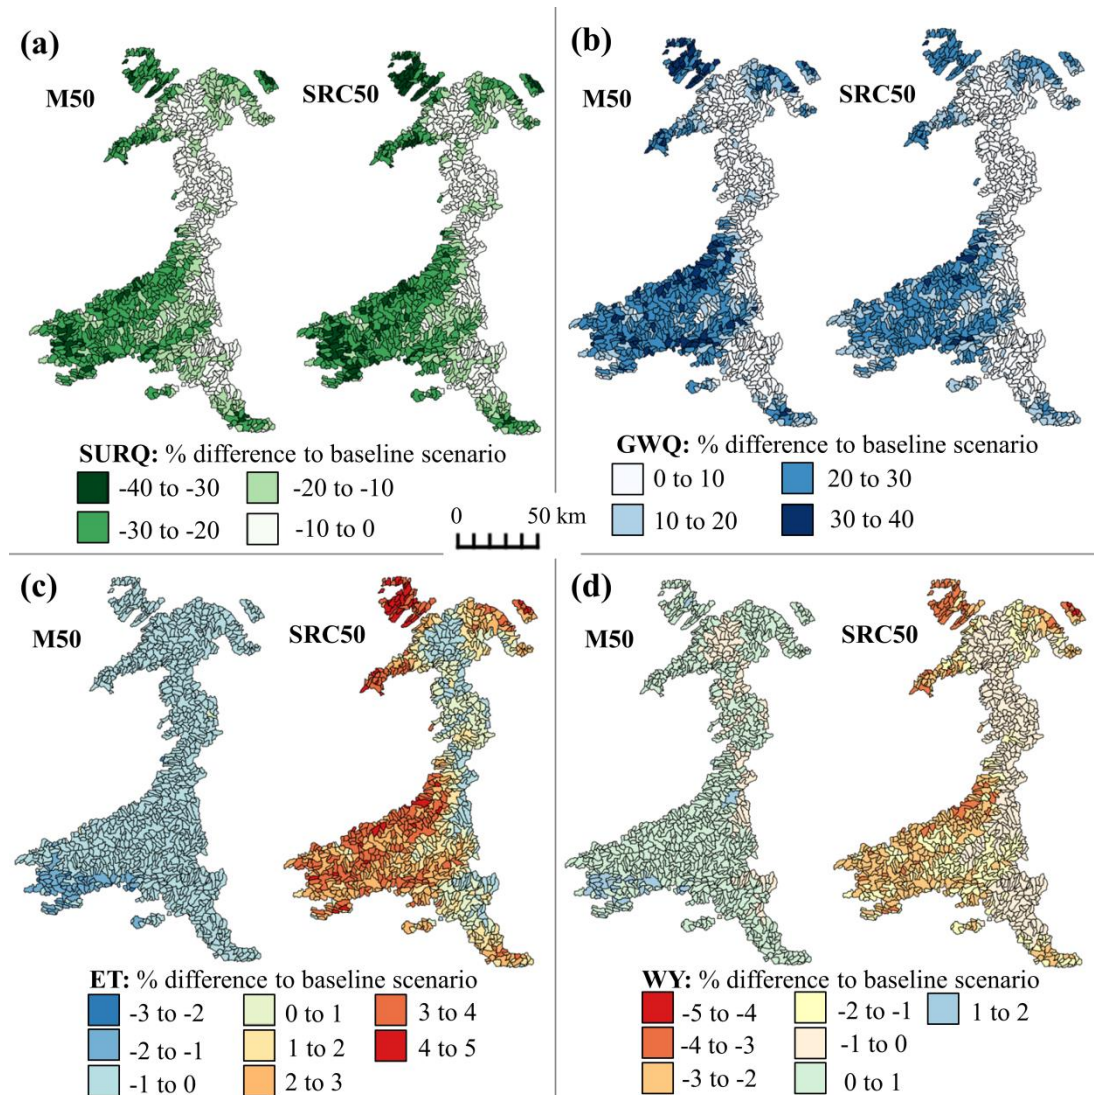 (a)
M50
SRC50
SURQ: % difference to baseline scenario
-40 to -30
-20 to -10
-30 to -20
-10 to 0
(b)
M50
SRC50
GWQ: % difference to baseline scenario
0 to 10
20 to 30
10 to 20
30 to 40
0
50 km
(c)
M50
SRC50
ET: % difference to baseline scenario
-3 to -2
0 to 1
3 to 4
-2 to -1
1 to 2
4 to 5
-1 to 0
2 to 3
(d)
M50
SRC50
WY: % difference to baseline scenario
-5 to -4
-2 to -1
1 to 2
-4 to -3
-1 to 0
-3 to -2
0 to 1